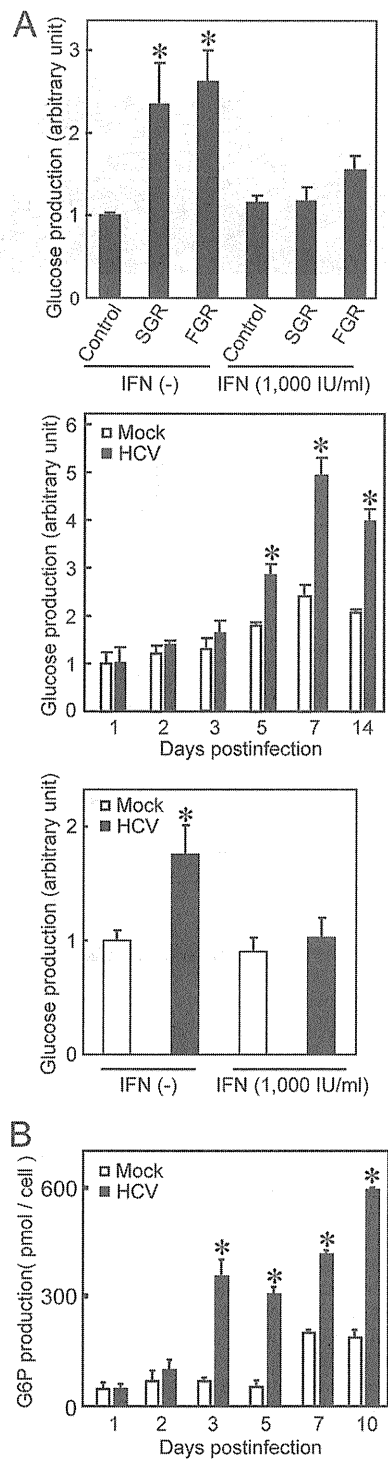 A
Glucose production (arbitrary unit)
3
2
1
0
* *
Control SGR FGR Control SGR FGR
IFN (-) IFN (1,000 IU/ml)
Glucose production (arbitrary unit)
6
5
4
3
2
1
0
Mock
HCV
* * *
1 2 3 5 7 14
Days postinfection
Glucose production (arbitrary unit)
2
1
0
Mock
HCV
*
IFN (-) IFN (1,000 IU/ml)
B
G6P production( pmol / cell )
600
300
0
Mock
HCV
* * * *
1 2 3 5 7 10
Days postinfection